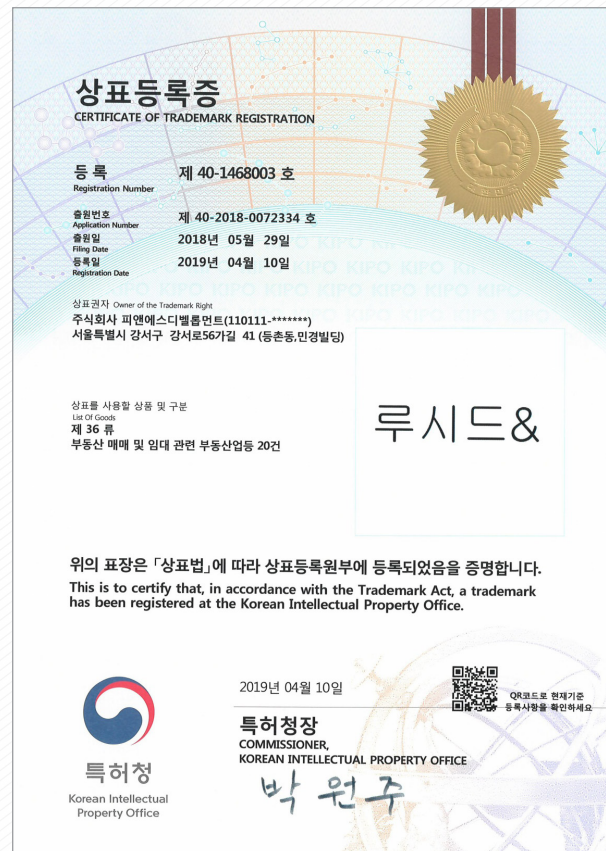 상표등록증
CERTIFICATE OF TRADEMARK REGISTRATION
등록 제 40-1468003 호
Registration Number
출원번호 제 40-2018-0072334 호
Application Number
출원일 2018년 05월 29일
Filing Date
등록일 2019년 04월 10일
Registration Date
KIPO KIPO KIPO KIPO
상표권자 Owner of the Trademark Right
주식회사 피앤에스디벨롭먼트(110111-*******)
서울특별시 강서구 강서로56가길 41 (등촌동,민경빌딩)
상표를 사용할 상품 및 구분
List Of Goods
제 36 류
부동산 매매 및 임대 관련 부동산업등 20건
루시드&
위의 표장은 「상표법」에 따라 상표등록원부에 등록되었음을 증명합니다.
This is to certify that, in accordance with the Trademark Act, a trademark
has been registered at the Korean Intellectual Property Office.
2019년 04월 10일
QR코드로 현재기준
등록사항을 확인하세요
특허청장
COMMISSIONER,
KOREAN INTELLECTUAL PROPERTY OFFICE
박원주
특허청
Korean Intellectual
Property Office